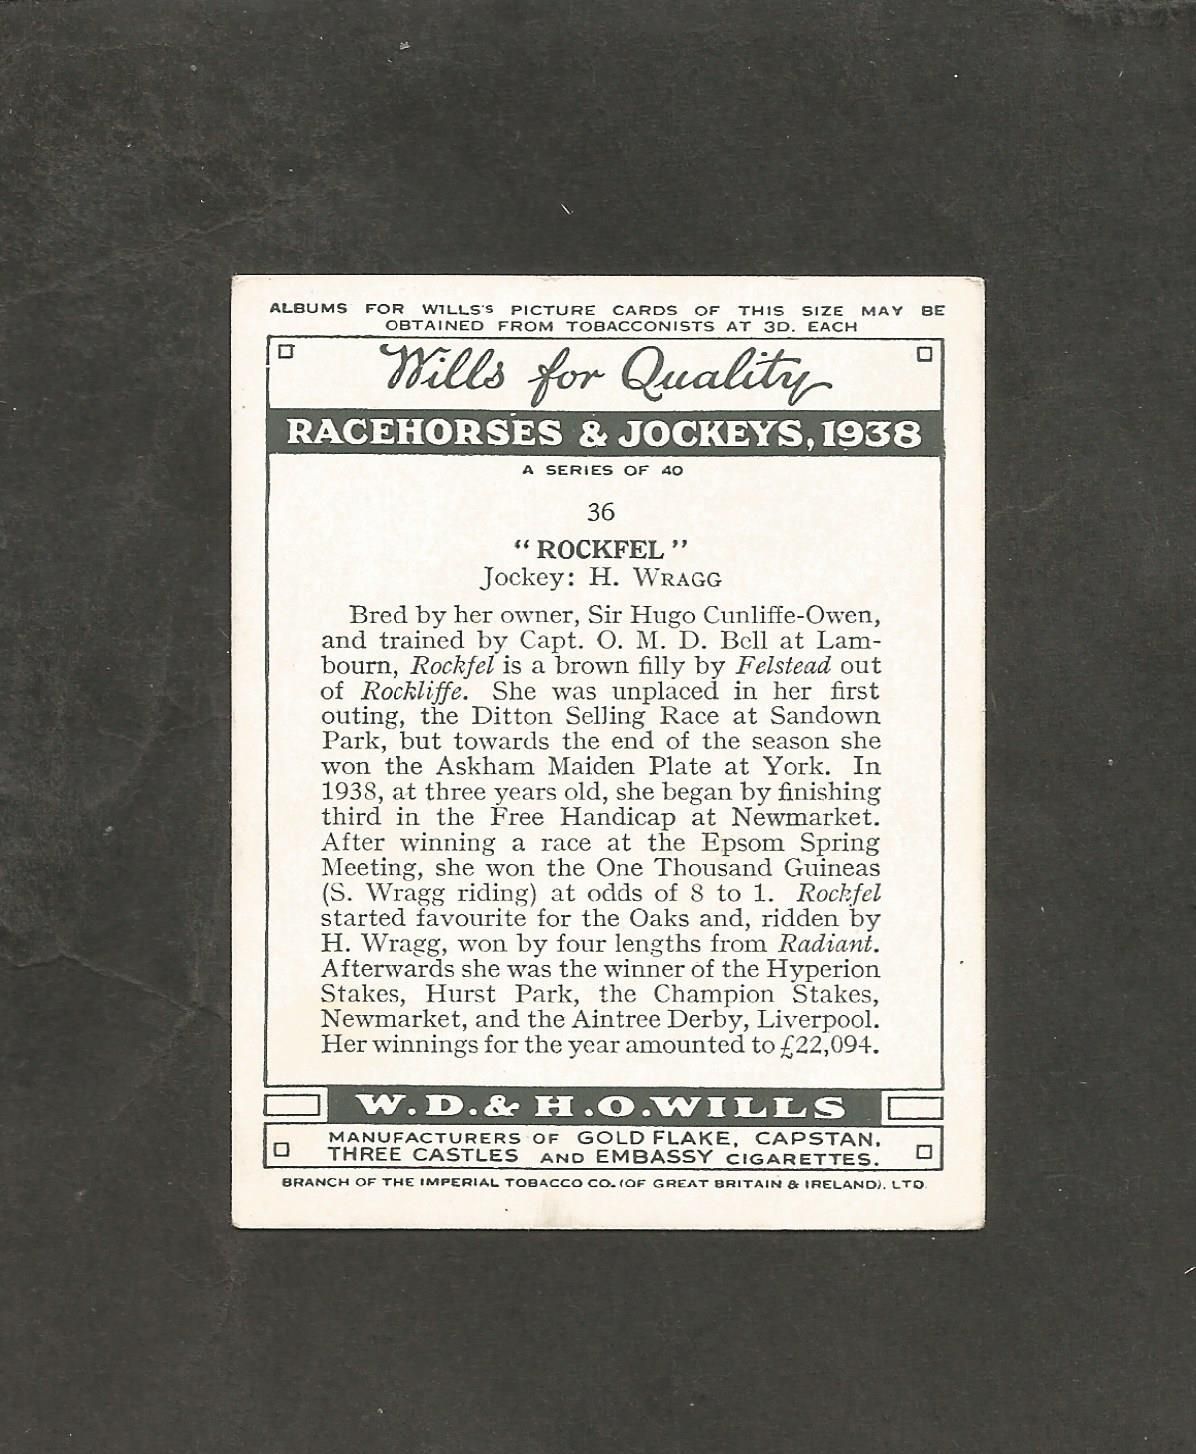 ALBUMS FOR WILLS'S PICTURE CARDS OF THIS SIZE MAY BE
OBTAINED FROM TOBACCONISTS AT 3D. EACH
Wills for Quality
RACEHORSES & JOCKEYS, 1938
A SERIES OF 40
36
"ROCKFEL"
Jockey: H. WRAGG
Bred by her owner, Sir Hugo Cunliffe-Owen,
and trained by Capt. O. M. D. Bell at Lam-
bourn, Rockfel is a brown filly by Felstead out
of Rockliffe. She was unplaced in her first
outing, the Ditton Selling Race at Sandown
Park, but towards the end of the season she
won the Askham Maiden Plate at York. In
1938, at three years old, she began by finishing
third in the Free Handicap at Newmarket.
After winning a race at the Epsom Spring
Meeting, she won the One Thousand Guineas
(S. Wragg riding) at odds of 8 to 1. Rockfel
started favourite for the Oaks and, ridden by
H. Wragg, won by four lengths from Radiant.
Afterwards she was the winner of the Hyperion
Stakes, Hurst Park, the Champion Stakes,
Newmarket, and the Aintree Derby, Liverpool.
Her winnings for the year amounted to £22,094.
W.D. & H.O. WILLS
MANUFACTURERS OF GOLD FLAKE, CAPSTAN,
THREE CASTLES AND EMBASSY CIGARETTES.
BRANCH OF THE IMPERIAL TOBACCO CO. (OF GREAT BRITAIN & IRELAND), LTD.